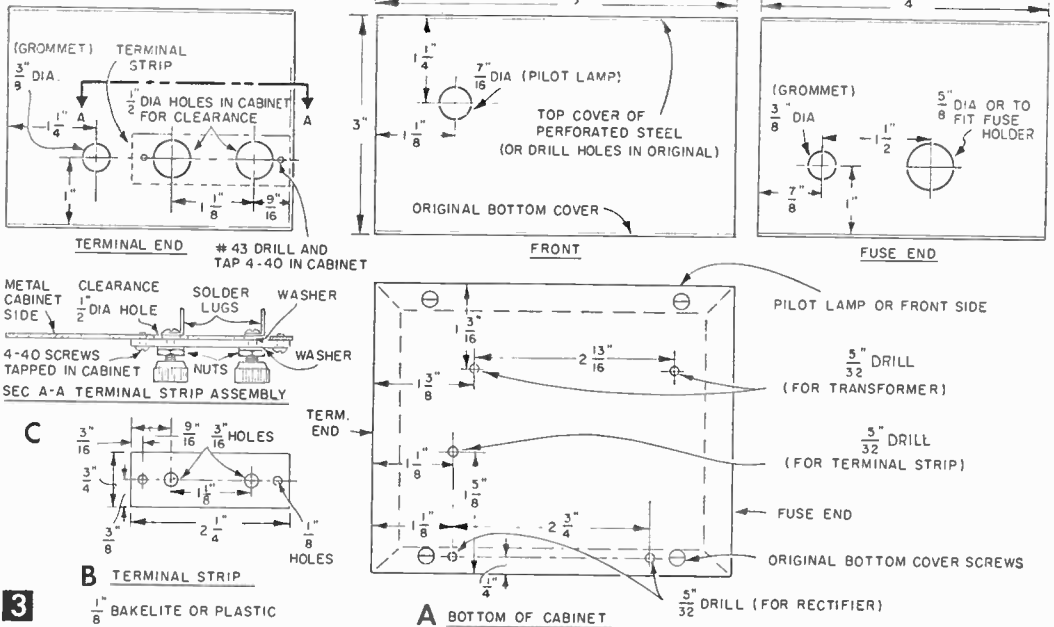 4
(GROMMET)
3/8" DIA.
TERMINAL
STRIP
A
A
1/2" DIA HOLES IN CABINET
FOR CLEARANCE
1 1/4"
1"
1 1/8"
9/16"
TERMINAL END
#43 DRILL AND
TAP 4-40 IN CABINET
3"
1 1/4"
7/16" DIA (PILOT LAMP)
1 1/8"
TOP COVER OF
PERFORATED STEEL
(OR DRILL HOLES IN ORIGINAL)
ORIGINAL BOTTOM COVER
FRONT
(GROMMET)
3/8" DIA
5/8" DIA OR TO
FIT FUSE
HOLDER
1 1/2"
7/8"
1"
FUSE END
METAL
CABINET
SIDE
CLEARANCE
1/2" DIA HOLE
SOLDER
LUGS
WASHER
4-40 SCREWS
TAPPED IN CABINET
NUTS
WASHER
SEC A-A TERMINAL STRIP ASSEMBLY
C
3/16"
9/16"
3/16" HOLES
3/4"
1 1/8"
3/8"
2 1/4"
1/8"
HOLES
B TERMINAL STRIP
1/8" BAKELITE OR PLASTIC
3
PILOT LAMP OR FRONT SIDE
1 3/16"
2 13/16"
1 3/8"
5/32" DRILL
(FOR TRANSFORMER)
TERM.
END
5/32" DRILL
(FOR TERMINAL STRIP)
1 1/8"
1 5/8"
FUSE END
1 1/8"
2 3/4"
ORIGINAL BOTTOM COVER SCREWS
1/4"
5/32" DRILL (FOR RECTIFIER)
A BOTTOM OF CABINET